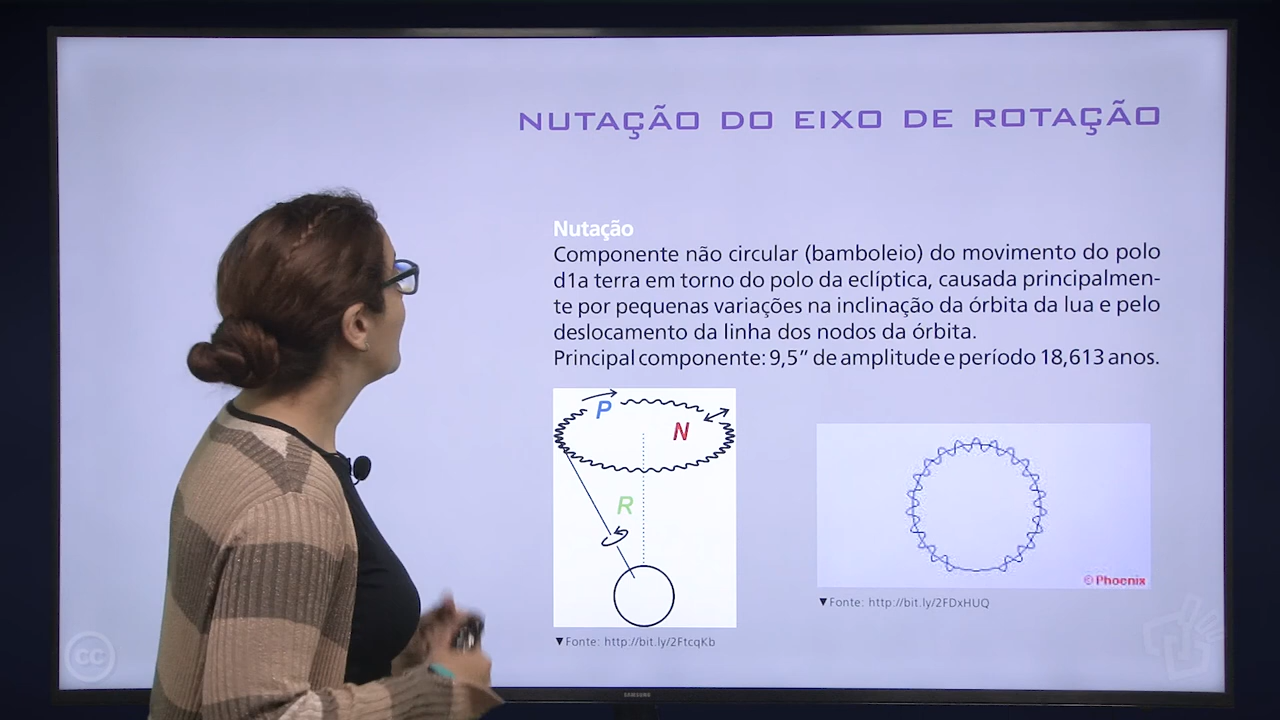 NUTAÇÃO DO EIXO DE ROTAÇÃO
Nutação
Componente não circular (bamboleio) do movimento do polo
d1a terra em torno do polo da eclíptica, causada principalmen-
te por pequenas variações na inclinação da órbita da lua e pelo
deslocamento da linha dos nodos da órbita.
Principal componente: 9,5” de amplitude e período 18,613 anos.
P
N
R
© Phoenix
▼Fonte: http://bit.ly/2FDxHUQ
▼Fonte: http://bit.ly/2FtcqKb
cc
SAMSUNG